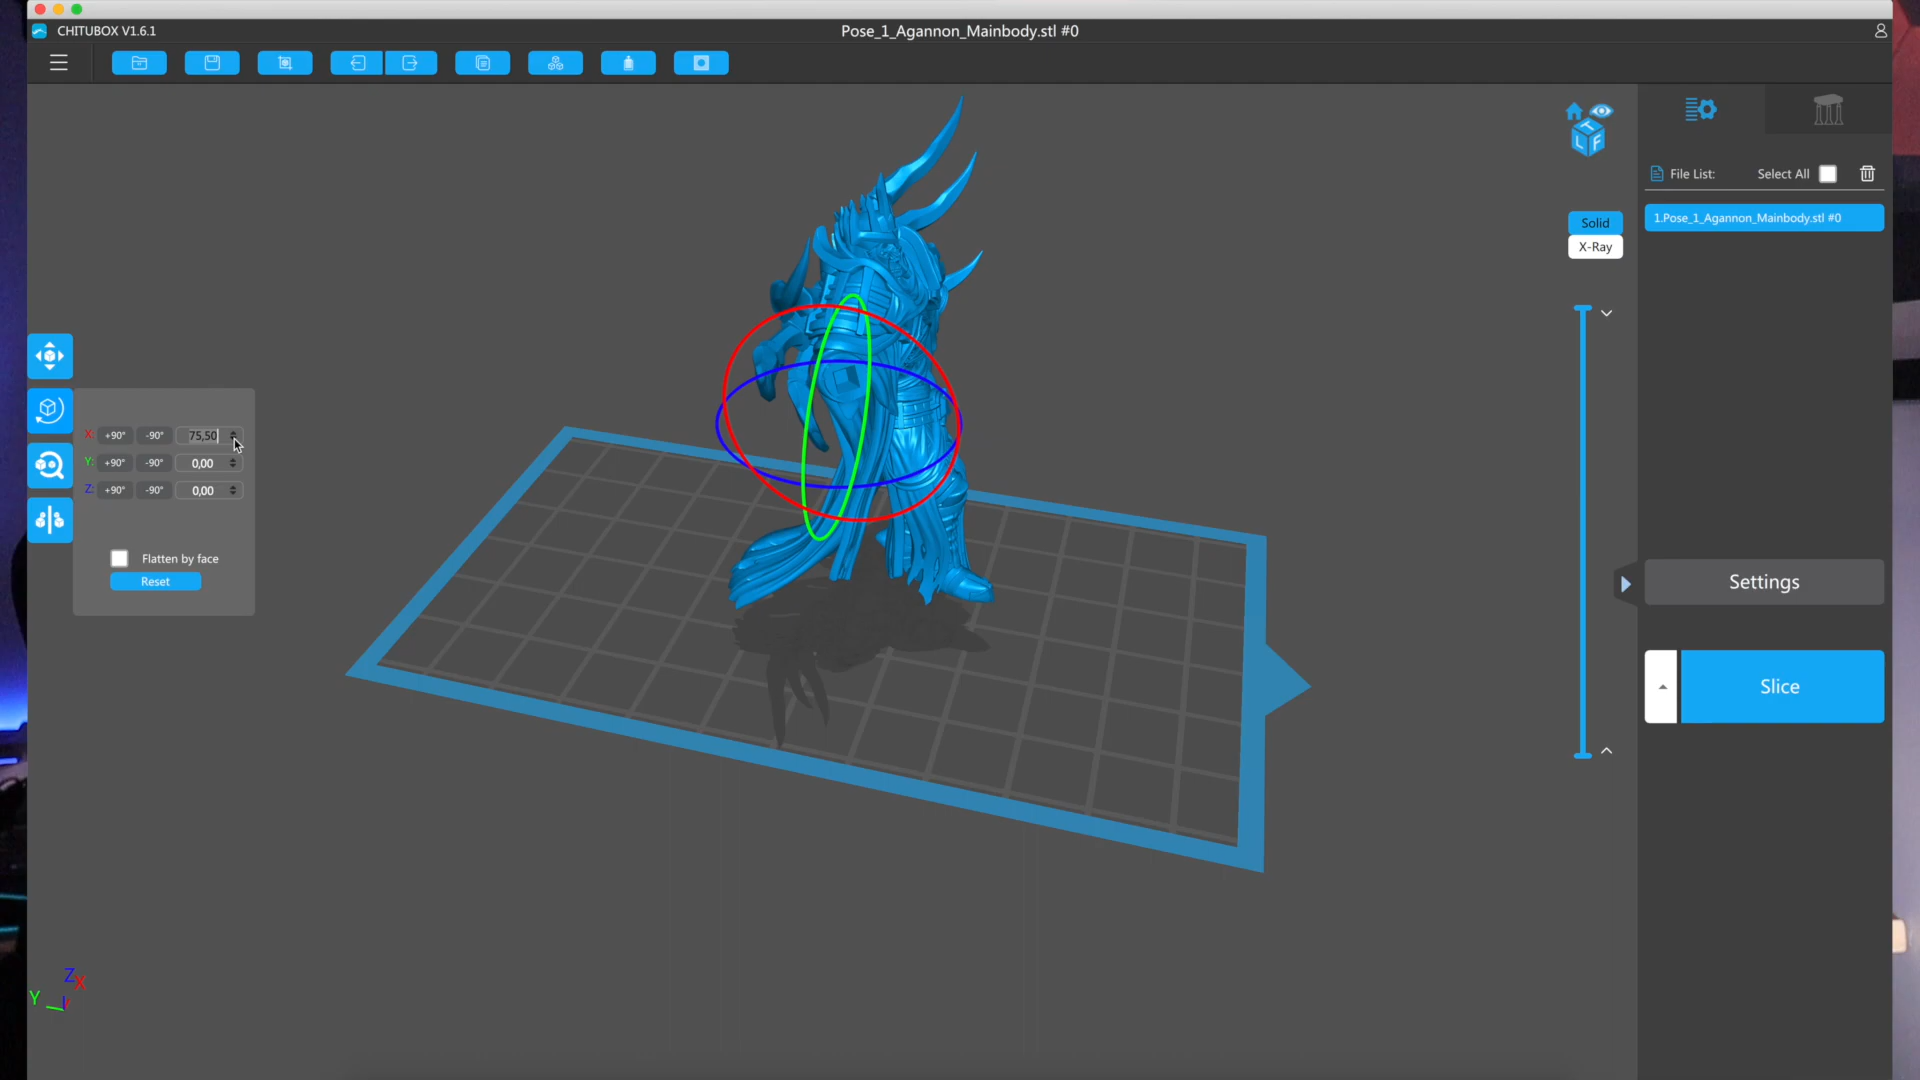 CHITUBOX V1.6.1
Pose_1_Agannon_Mainbody.stl #0
T
L F
File List:
Select All
1.Pose_1_Agannon_Mainbody.stl #0
Solid
X-Ray
X: +90° -90° 75,50
Y: +90° -90° 0,00
Z: +90° -90° 0,00
Flatten by face
Reset
Settings
Slice
Z X
Y